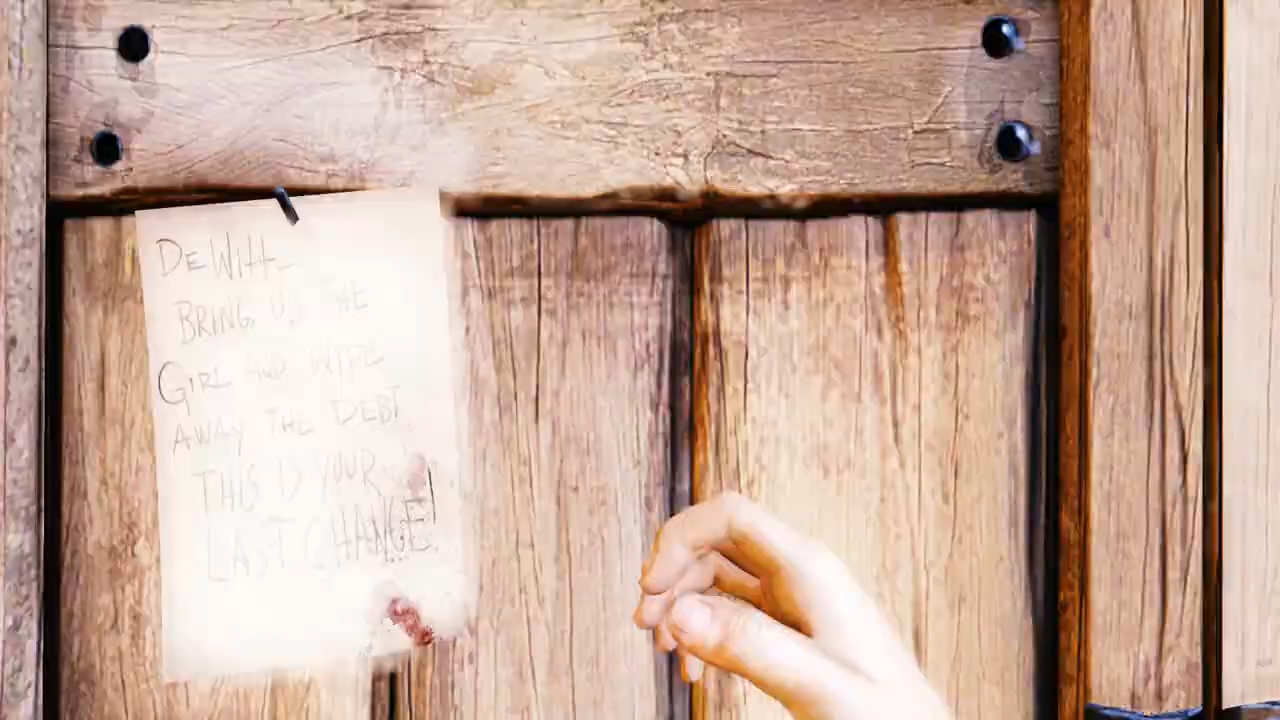 DEWITT–
BRING US THE
GIRL AND WIPE
AWAY THE DEBT
THIS IS YOUR
LAST CHANCE!